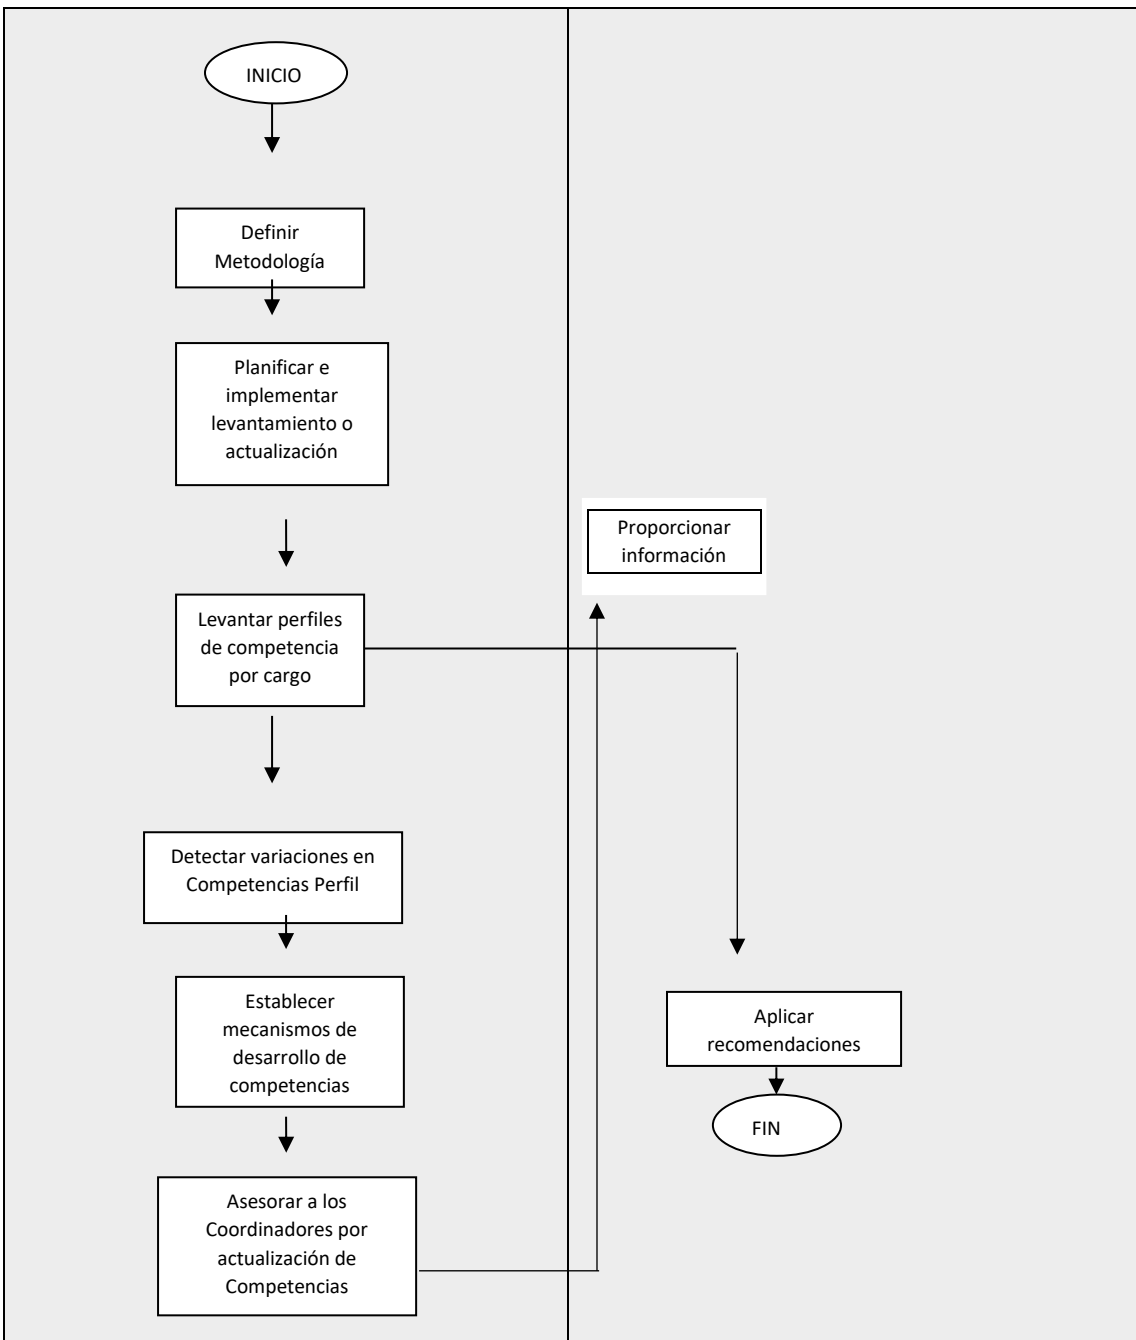 INICIO
Definir
Metodología
Planificar e
implementar
levantamiento o
actualización
Levantar perfiles
de competencia
por cargo
Detectar variaciones en
Competencias Perfil
Establecer
mecanismos de
desarrollo de
competencias
Asesorar a los
Coordinadores por
actualización de
Competencias
Proporcionar
información
Aplicar
recomendaciones
FIN